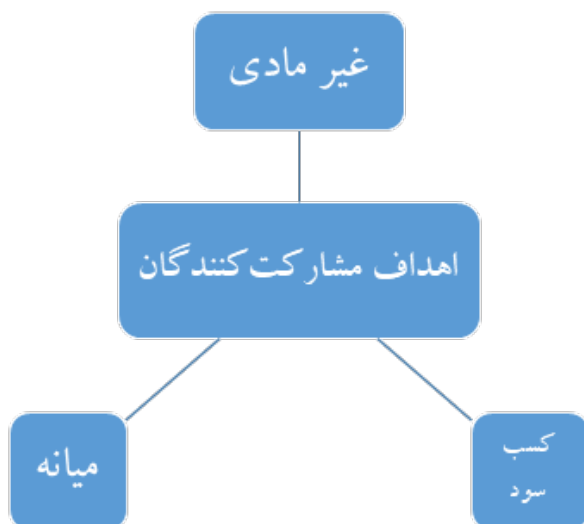 غیر مادی
اهداف مشارکت‌کنندگان
کسب
سود
میانه